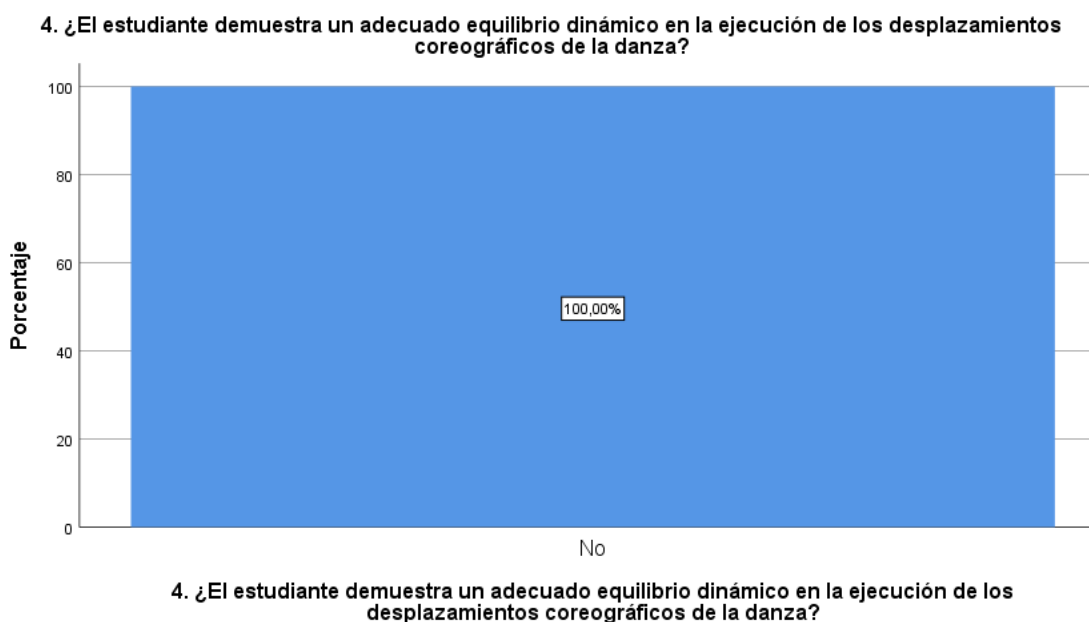 4. ¿El estudiante demuestra un adecuado equilibrio dinámico en la ejecución de los desplazamientos
coreográficos de la danza?
Porcentaje
100
80
60
40
20
0
100,00%
No
4. ¿El estudiante demuestra un adecuado equilibrio dinámico en la ejecución de los
desplazamientos coreográficos de la danza?